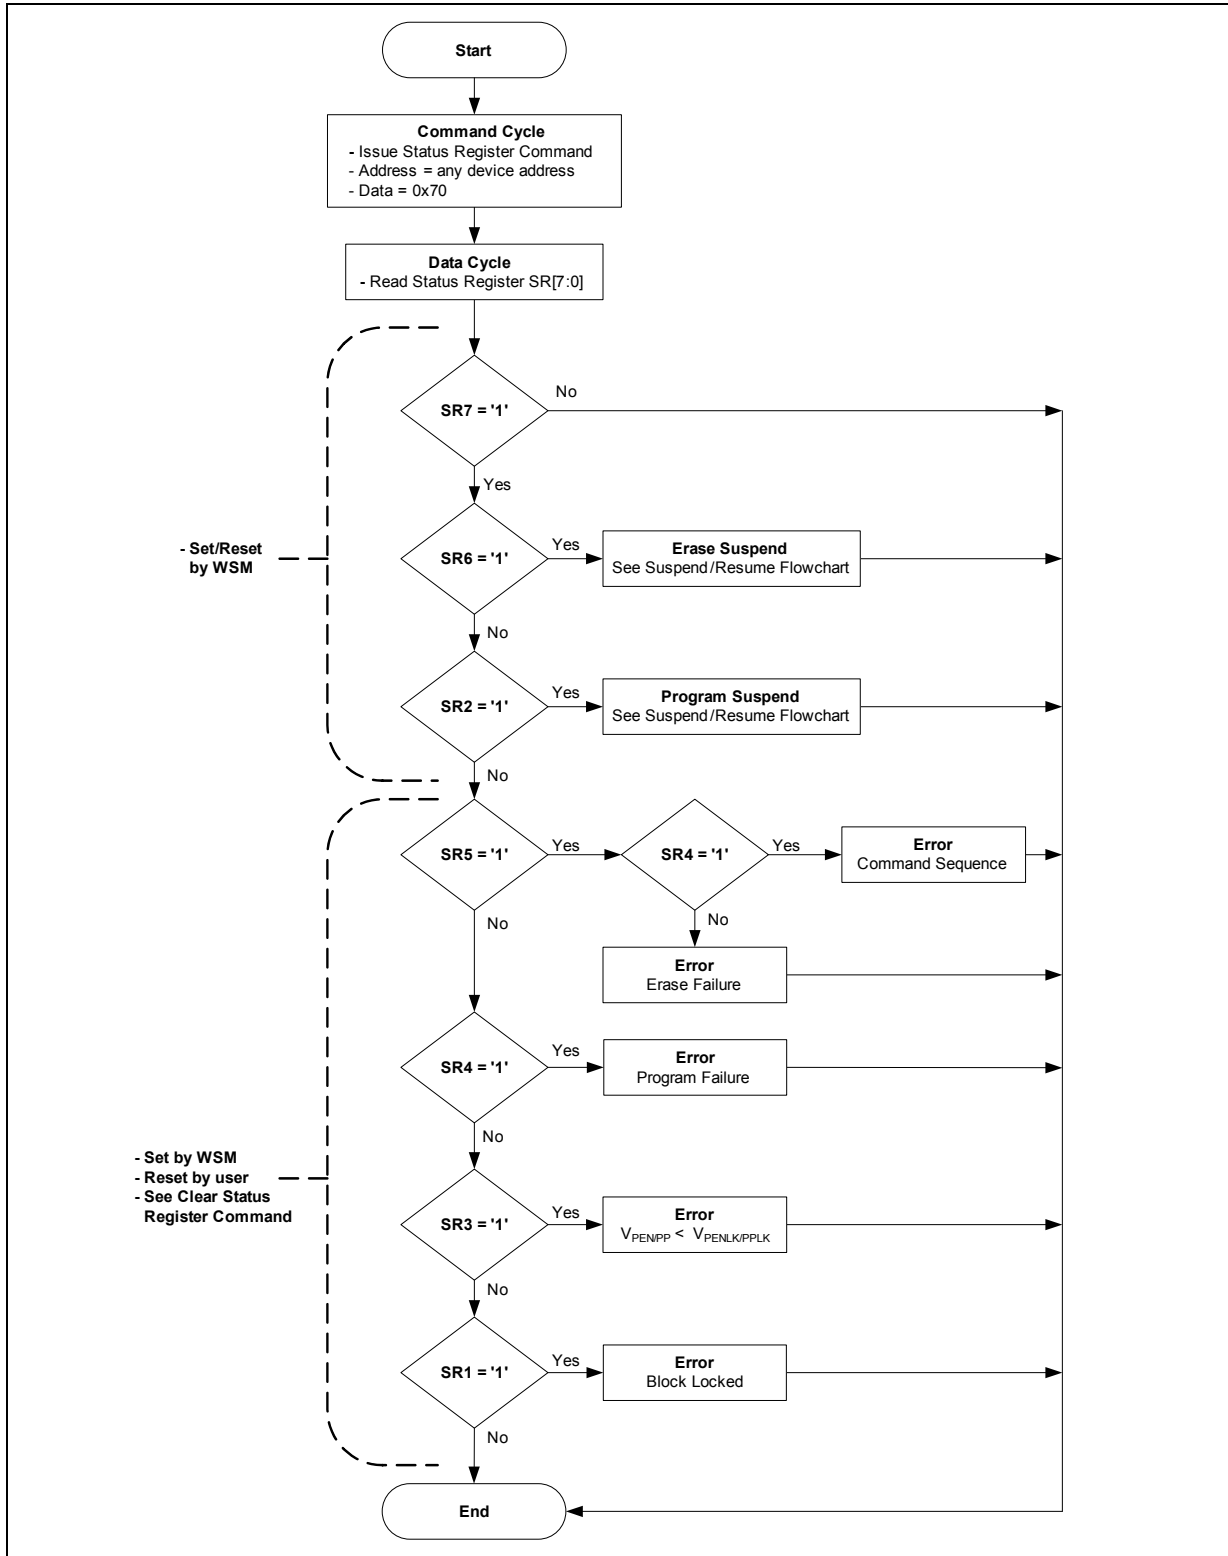 Start
Command Cycle
- Issue Status Register Command
- Address = any device address
- Data = 0x70
Data Cycle
- Read Status Register SR[7:0]
SR7 = '1'
No
Yes
- Set/Reset
by WSM
SR6 = '1'
Yes
Erase Suspend
See Suspend/Resume Flowchart
No
SR2 = '1'
Yes
Program Suspend
See Suspend/Resume Flowchart
No
SR5 = '1'
Yes
SR4 = '1'
Yes
Error
Command Sequence
No
No
Error
Erase Failure
SR4 = '1'
Yes
Error
Program Failure
No
- Set by WSM
- Reset by user
- See Clear Status
Register Command
SR3 = '1'
Yes
Error
VPEN/PP < VPENLK/PPLK
No
SR1 = '1'
Yes
Error
Block Locked
No
End